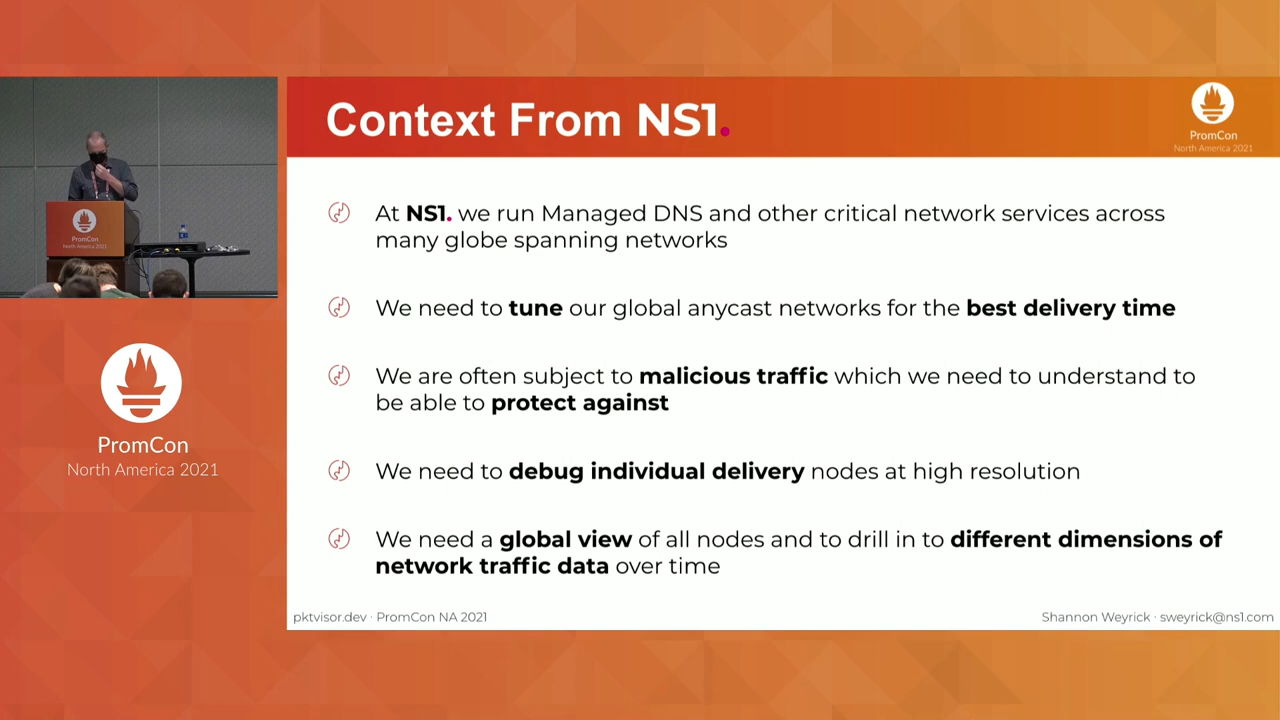 Context From NS1.
PromCon
North America 2021
At NS1. we run Managed DNS and other critical network services across
many globe spanning networks
We need to tune our global anycast networks for the best delivery time
We are often subject to malicious traffic which we need to understand to
be able to protect against
We need to debug individual delivery nodes at high resolution
We need a global view of all nodes and to drill in to different dimensions of
network traffic data over time
pktvisor.dev · PromCon NA 2021
Shannon Weyrick · sweyrick@ns1.com
PromCon
North America 2021
PromCon
North America 2021